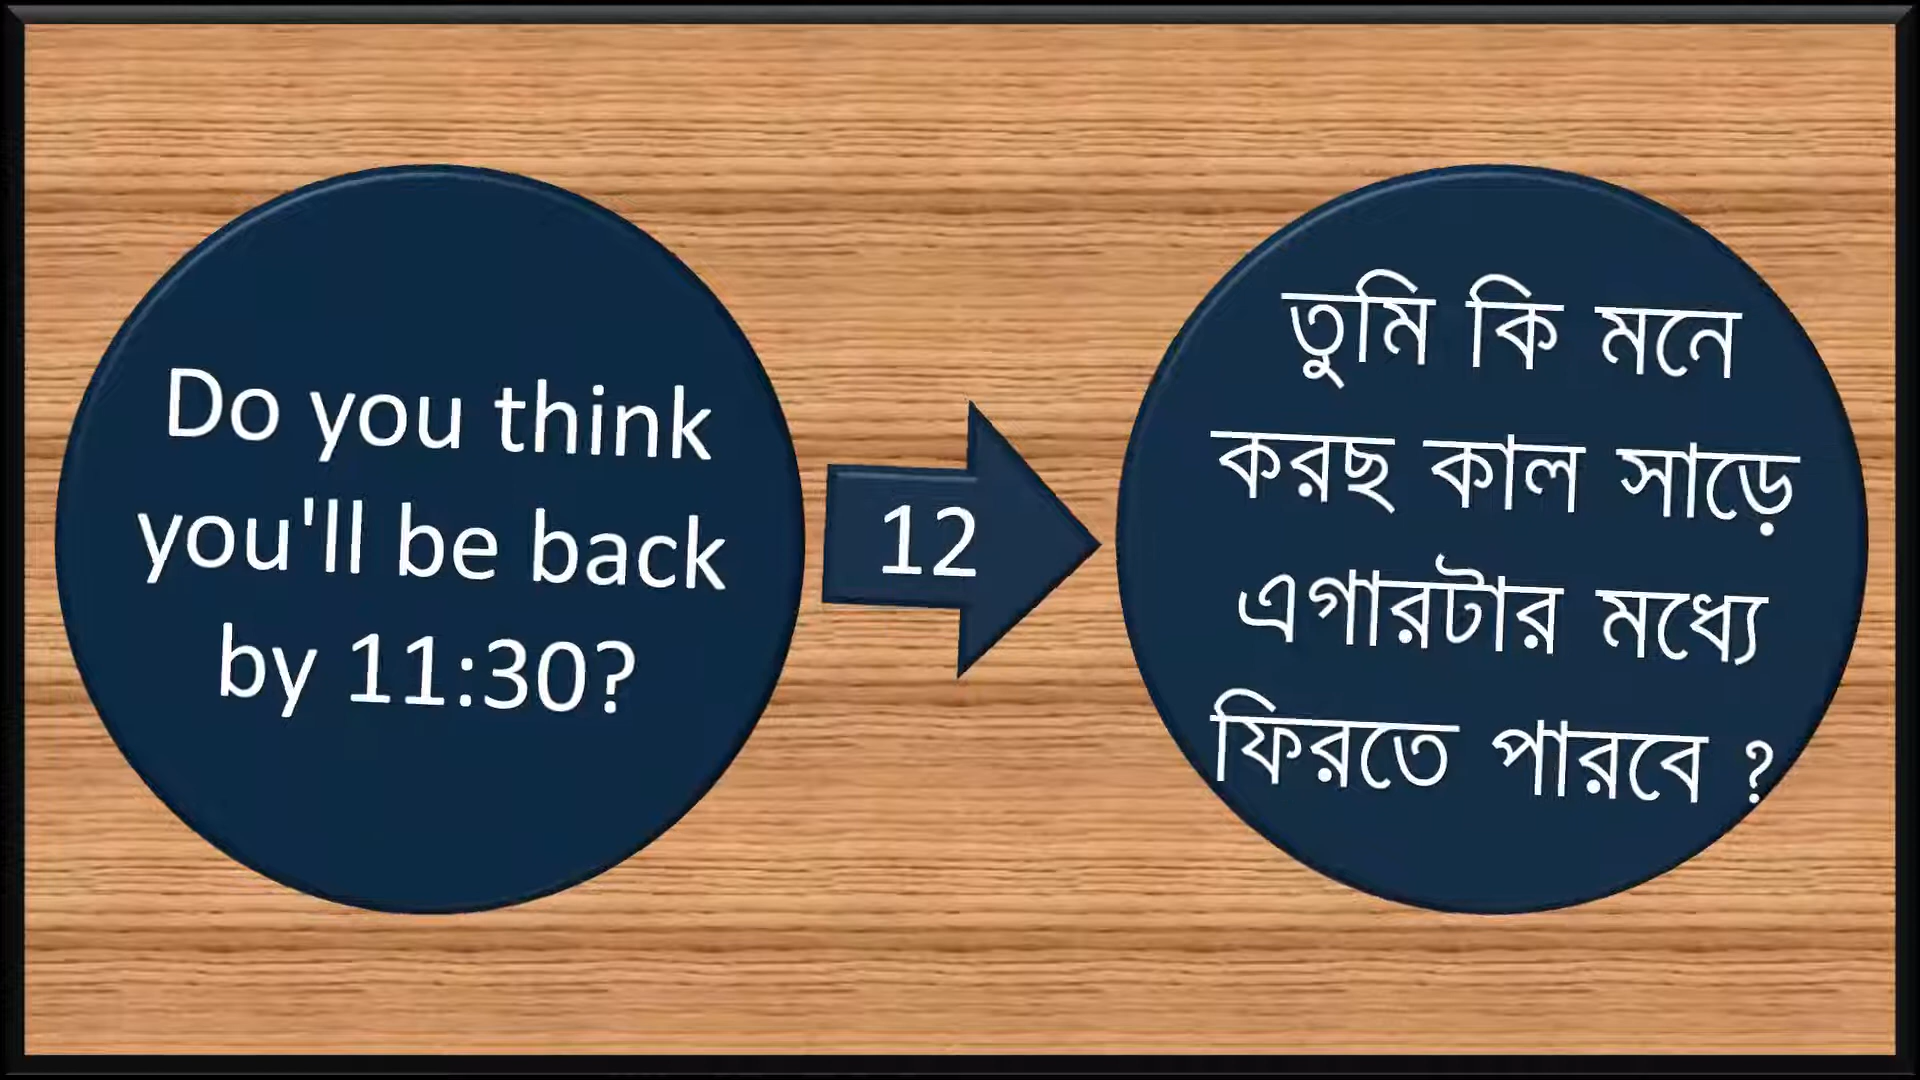 Do you think
you'll be back
by 11:30?
12
তুমি কি মনে
করছ কাল সাড়ে
এগারটার মধ্যে
ফিরতে পারবে ?